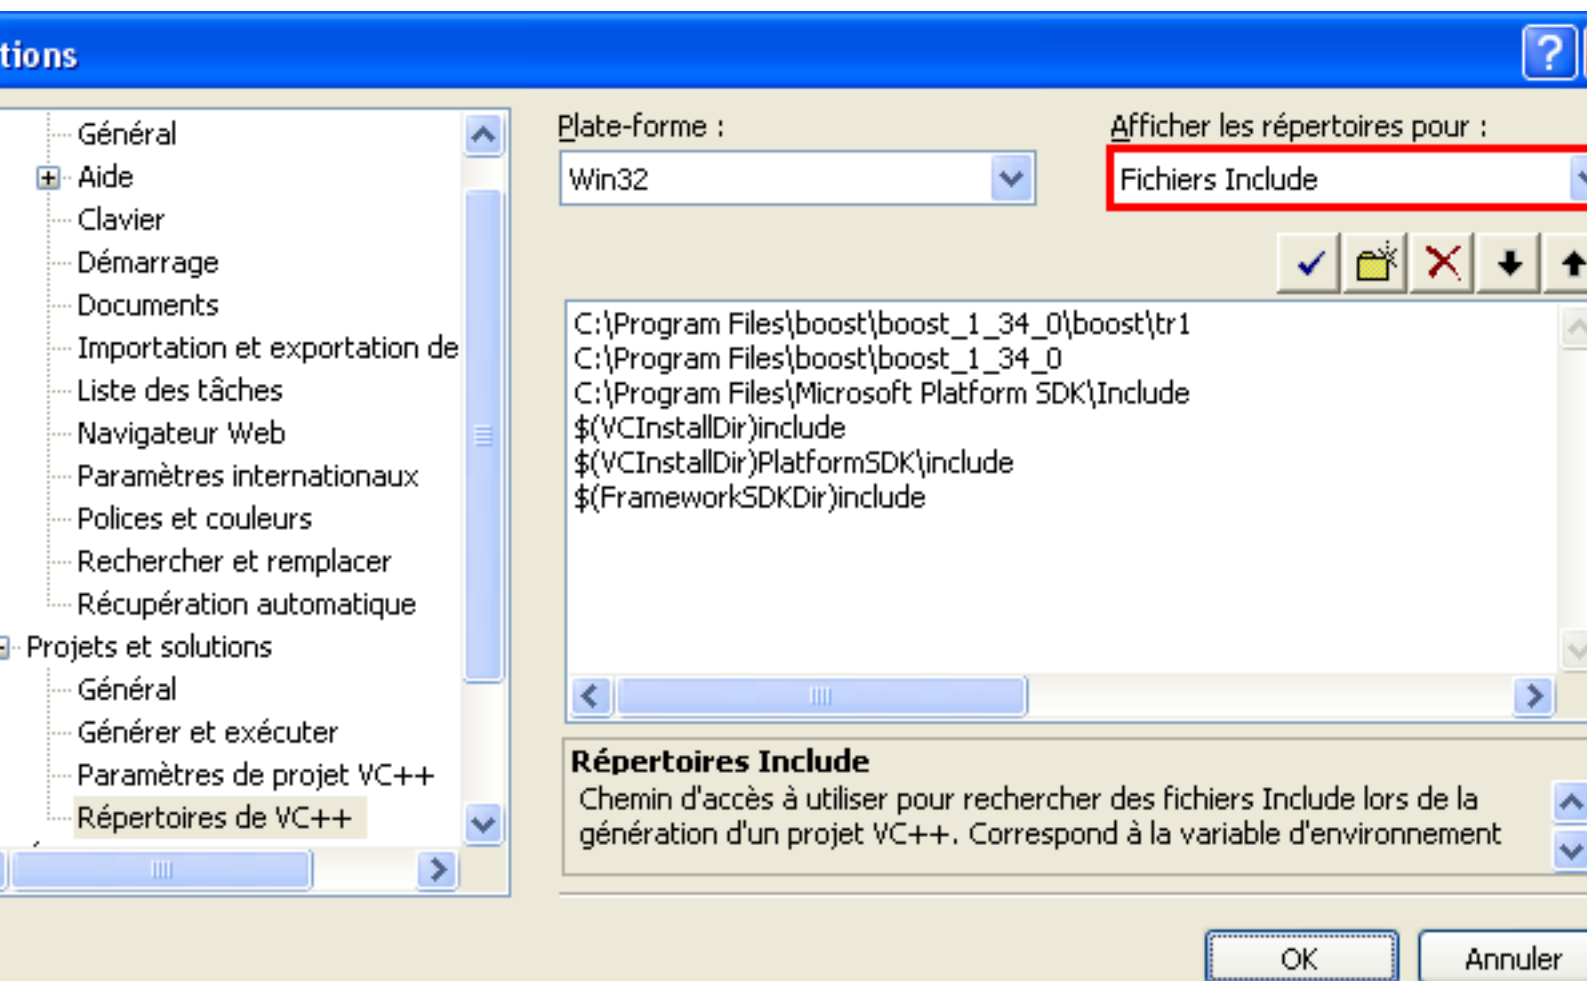 tions
Général
Aide
Clavier
Démarrage
Documents
Importation et exportation de
Liste des tâches
Navigateur Web
Paramètres internationaux
Polices et couleurs
Rechercher et remplacer
Récupération automatique
Projets et solutions
Général
Générer et exécuter
Paramètres de projet VC++
Répertoires de VC++
Plate-forme :
Win32
Afficher les répertoires pour :
Fichiers Include
C:\Program Files\boost\boost_1_34_0\boost\tr1
C:\Program Files\boost\boost_1_34_0
C:\Program Files\Microsoft Platform SDK\Include
$(VCInstallDir)include
$(VCInstallDir)PlatformSDK\include
$(FrameworkSDKDir)include
Répertoires Include
Chemin d'accès à utiliser pour rechercher des fichiers Include lors de la
génération d'un projet VC++. Correspond à la variable d'environnement
OK
Annuler